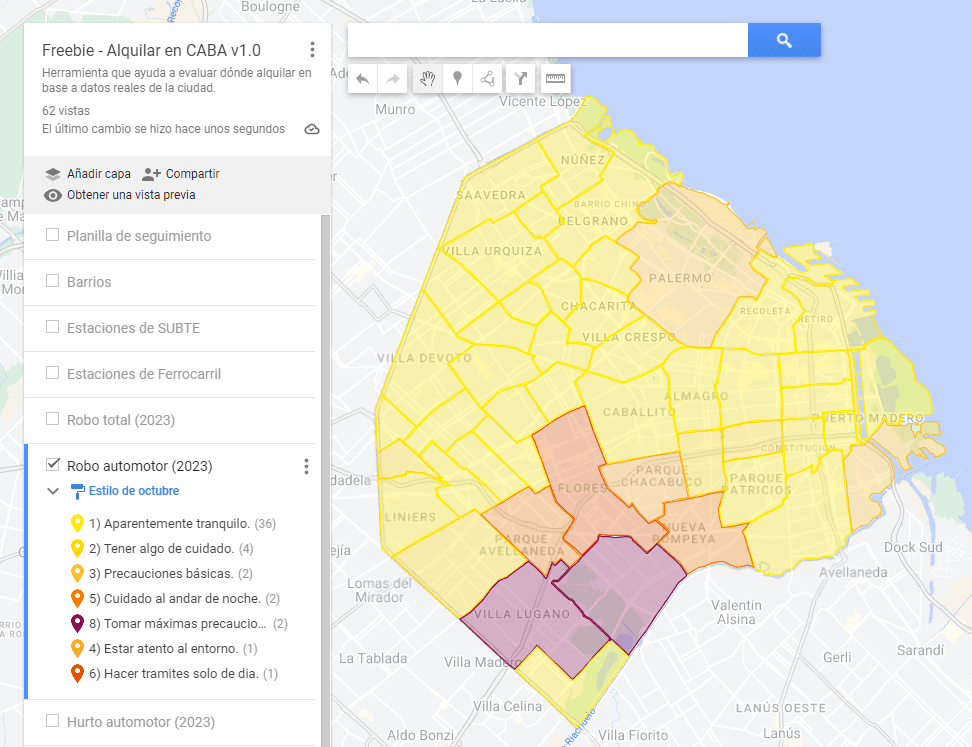 Freebie - Alquilar en CABA v1.0
Herramienta que ayuda a evaluar dónde alquilar en
base a datos reales de la ciudad.
62 vistas
El último cambio se hizo hace unos segundos
Añadir capa
Compartir
Obtener una vista previa
Planilla de seguimiento
Barrios
Estaciones de SUBTE
Estaciones de Ferrocarril
Robo total (2023)
Robo automotor (2023)
Estilo de octubre
1) Aparentemente tranquilo. (36)
2) Tener algo de cuidado. (4)
3) Precauciones básicas. (2)
5) Cuidado al andar de noche. (2)
8) Tomar máximas precaucio... (2)
4) Estar atento al entorno. (1)
6) Hacer tramites solo de dia. (1)
Hurto automotor (2023)
Boulogne
Munro
Vicente López
NÚÑEZ
SAAVEDRA
BARRIO CHINO
BELGRANO
VILLA URQUIZA
PALERMO
CHACARITA
RECOLETA
RETIRO
VILLA CRESPO
VILLA DEVOTO
ALMAGRO
CABALLITO
PUERTO MADERO
CONSTITUCIÓN
PARQUE
CHACABUCO
PARQUE
PATRICIOS
FLORES
LINIERS
NUEVA
POMPEYA
PARQUE
AVELLANEDA
Dock Sud
Avellaneda
Lomas del
Mirador
VILLA LUGANO
Valentín
Alsina
La Tablada
Villa Madero
Gerli
Sarandí
Villa Celina
LANÚS OESTE
Aldo Bonzi
Riachuelo
Villa Fiorito
Lanús